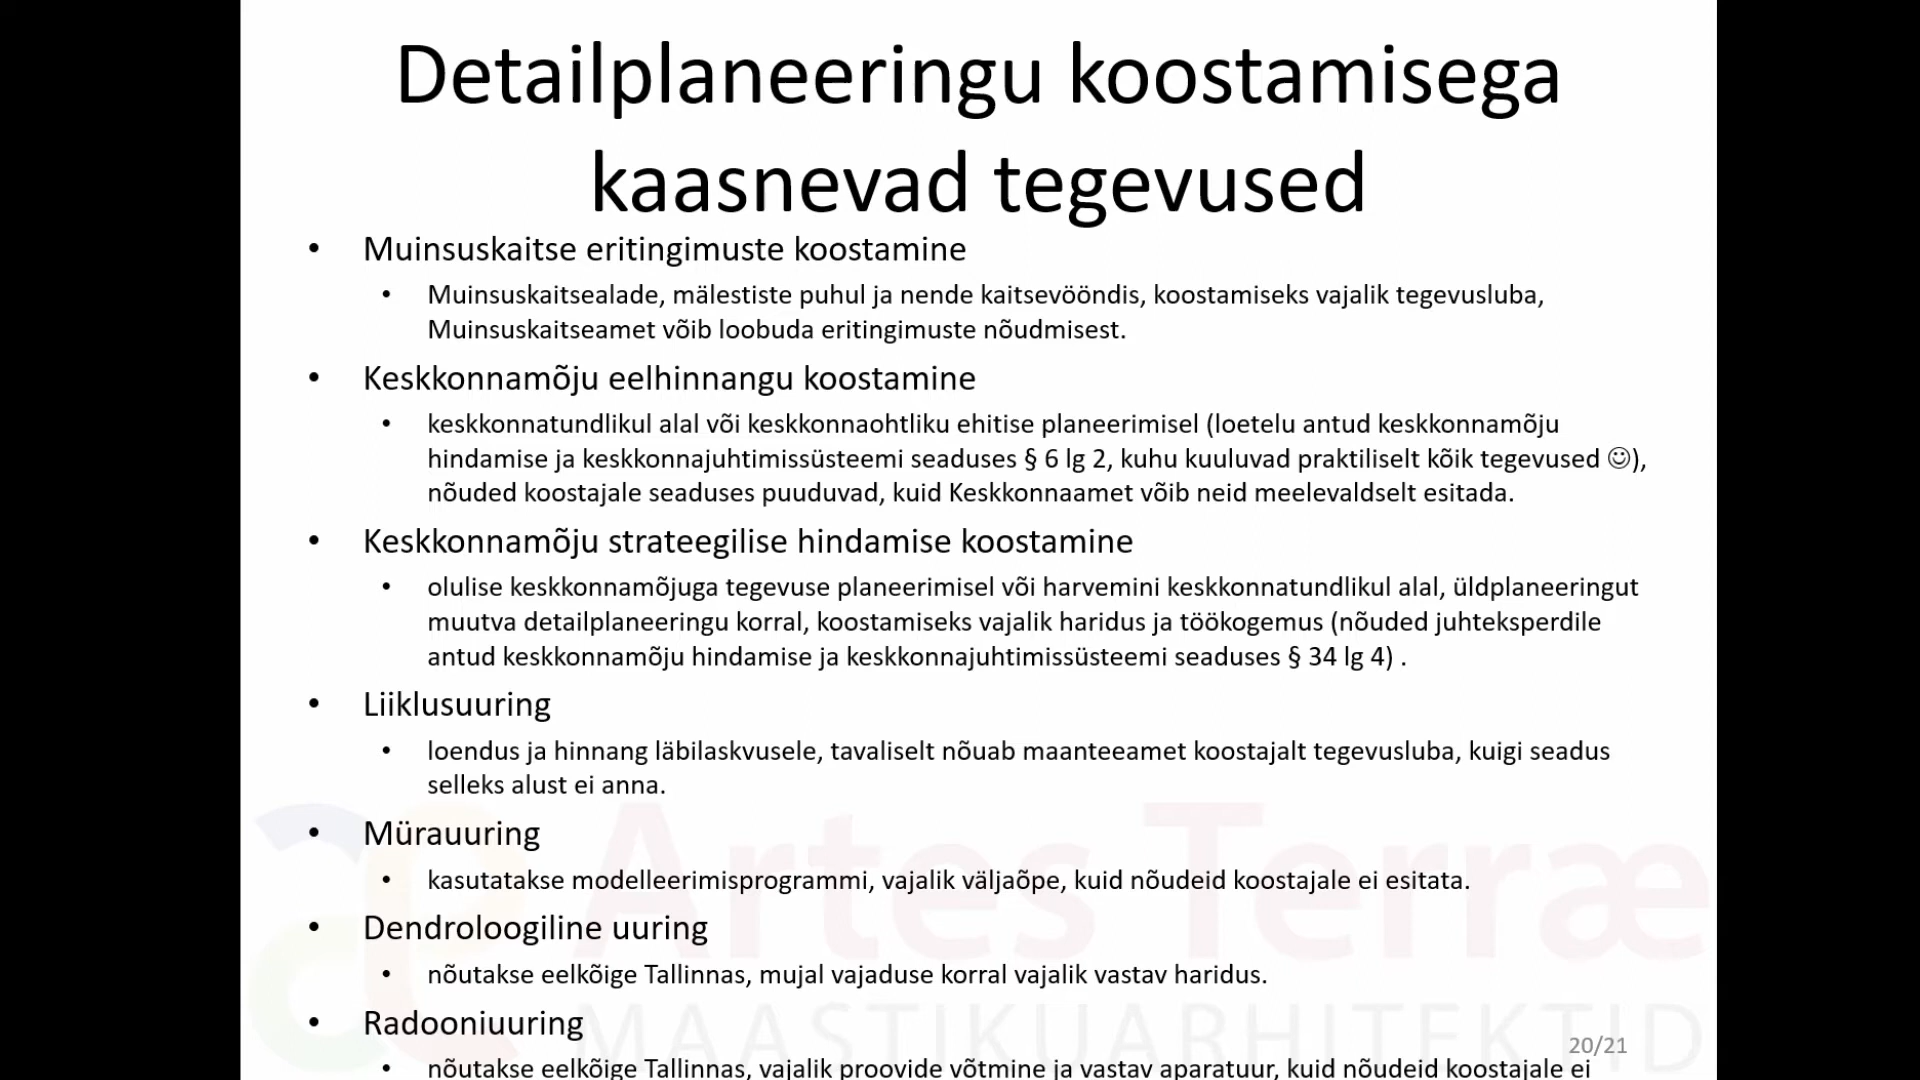 Detailplaneeringu koostamisega
kaasnevad tegevused
• Muinsuskaitse eritingimuste koostamine
• Muinsuskaitsealade, mälestiste puhul ja nende kaitsevööndis, koostamiseks vajalik tegevusluba,
Muinsuskaitseamet võib loobuda eritingimuste nõudmisest.
• Keskkonnamõju eelhinnangu koostamine
• keskkonnatundlikul alal või keskkonnaohtliku ehitise planeerimisel (loetelu antud keskkonnamõju
hindamise ja keskkonnajuhtimissüsteemi seaduses § 6 lg 2, kuhu kuuluvad praktiliselt kõik tegevused ☺),
nõuded koostajale seaduses puuduvad, kuid Keskkonnaamet võib neid meelevaldselt esitada.
• Keskkonnamõju strateegilise hindamise koostamine
• olulise keskkonnamõjuga tegevuse planeerimisel või harvemini keskkonnatundlikul alal, üldplaneeringut
muutva detailplaneeringu korral, koostamiseks vajalik haridus ja töökogemus (nõuded juhteksperdile
antud keskkonnamõju hindamise ja keskkonnajuhtimissüsteemi seaduses § 34 lg 4) .
• Liiklusuuring
• loendus ja hinnang läbilaskvusele, tavaliselt nõuab maanteeamet koostajalt tegevusluba, kuigi seadus
selleks alust ei anna.
• Mürauuring
• kasutatakse modelleerimisprogrammi, vajalik väljaõpe, kuid nõudeid koostajale ei esitata.
• Dendroloogiline uuring
• nõutakse eelkõige Tallinnas, mujal vajaduse korral vajalik vastav haridus.
• Radooniuuring
• nõutakse eelkõige Tallinnas, vajalik proovide võtmine ja vastav aparatuur, kuid nõudeid koostajale ei
Artes Terræ
MAASTIKUARHITEKTID
20/21